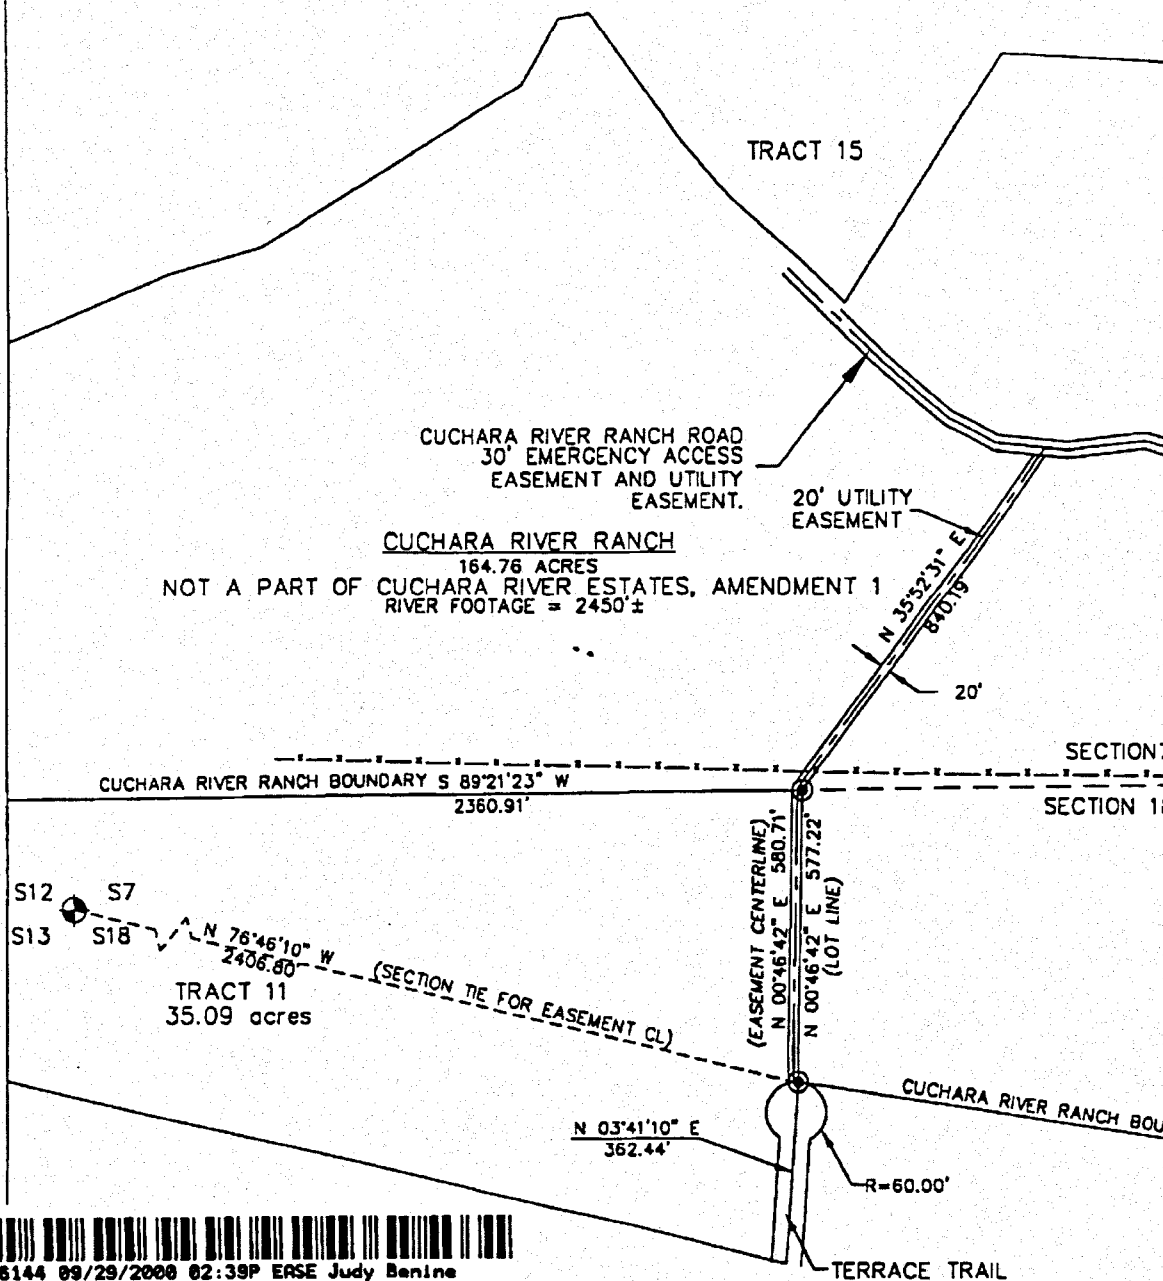 TRACT 15
CUCHARA RIVER RANCH ROAD
30' EMERGENCY ACCESS
EASEMENT AND UTILITY
EASEMENT.
20' UTILITY
EASEMENT
CUCHARA RIVER RANCH
164.76 ACRES
NOT A PART OF CUCHARA RIVER ESTATES, AMENDMENT 1
RIVER FOOTAGE = 2450'±
N 35°52'31" E
840.19
20'
SECTION 7
CUCHARA RIVER RANCH BOUNDARY S 89°21'23" W
2360.91'
SECTION 18
(EASEMENT CENTERLINE)
N 00°46'42" E 580.71'
N 00°46'42" E 577.22'
(LOT LINE)
S12 S7
S13 S18
N 76°46'10" W
2406.80'
(SECTION TIE FOR EASEMENT CL)
TRACT 11
35.09 acres
CUCHARA RIVER RANCH BOU
N 03°41'10" E
362.44'
R=60.00'
TERRACE TRAIL
6144 09/29/2000 02:39P EASE Judy Benine